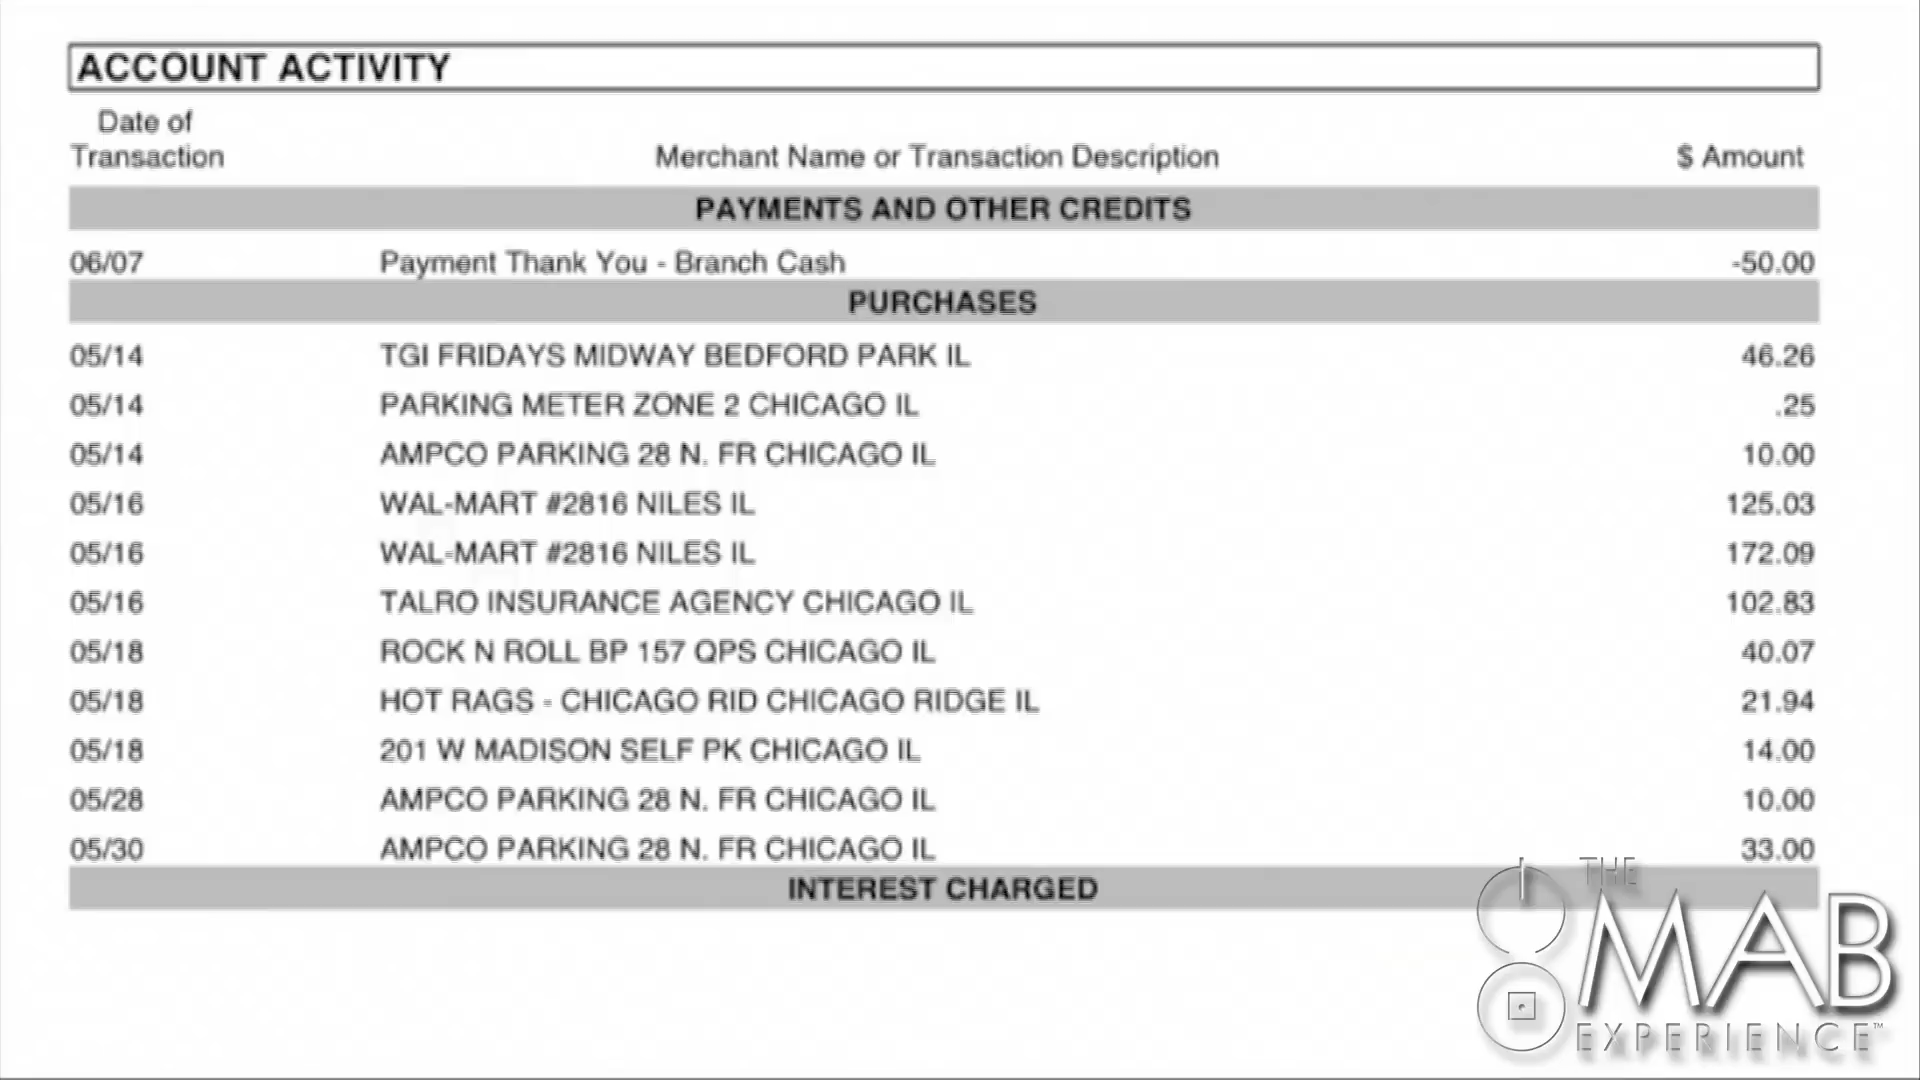 ACCOUNT ACTIVITY
Date of
Transaction Merchant Name or Transaction Description $ Amount
PAYMENTS AND OTHER CREDITS
06/07 Payment Thank You - Branch Cash -50.00
PURCHASES
05/14 TGI FRIDAYS MIDWAY BEDFORD PARK IL 46.26
05/14 PARKING METER ZONE 2 CHICAGO IL .25
05/14 AMPCO PARKING 28 N. FR CHICAGO IL 10.00
05/16 WAL-MART #2816 NILES IL 125.03
05/16 WAL-MART #2816 NILES IL 172.09
05/16 TALRO INSURANCE AGENCY CHICAGO IL 102.83
05/18 ROCK N ROLL BP 157 QPS CHICAGO IL 40.07
05/18 HOT RAGS - CHICAGO RID CHICAGO RIDGE IL 21.94
05/18 201 W MADISON SELF PK CHICAGO IL 14.00
05/28 AMPCO PARKING 28 N. FR CHICAGO IL 10.00
05/30 AMPCO PARKING 28 N. FR CHICAGO IL 33.00
INTEREST CHARGED
THE
MAB
EXPERIENCE™